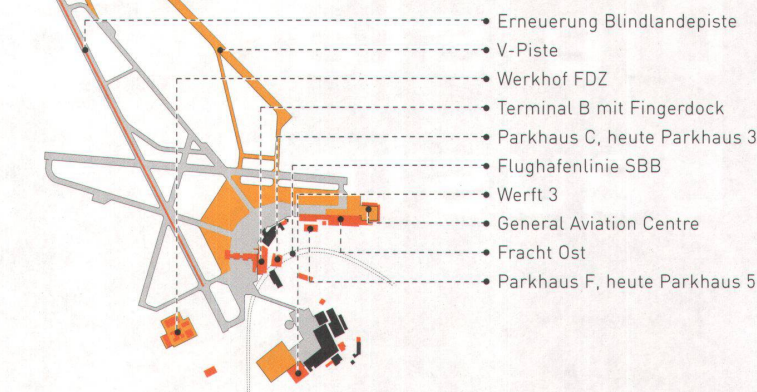 Erneuerung Blindlandepiste
V-Piste
Werkhof FDZ
Terminal B mit Fingerdock
Parkhaus C, heute Parkhaus 3
Flughafenlinie SBB
Werft 3
General Aviation Centre
Fracht Ost
Parkhaus F, heute Parkhaus 5